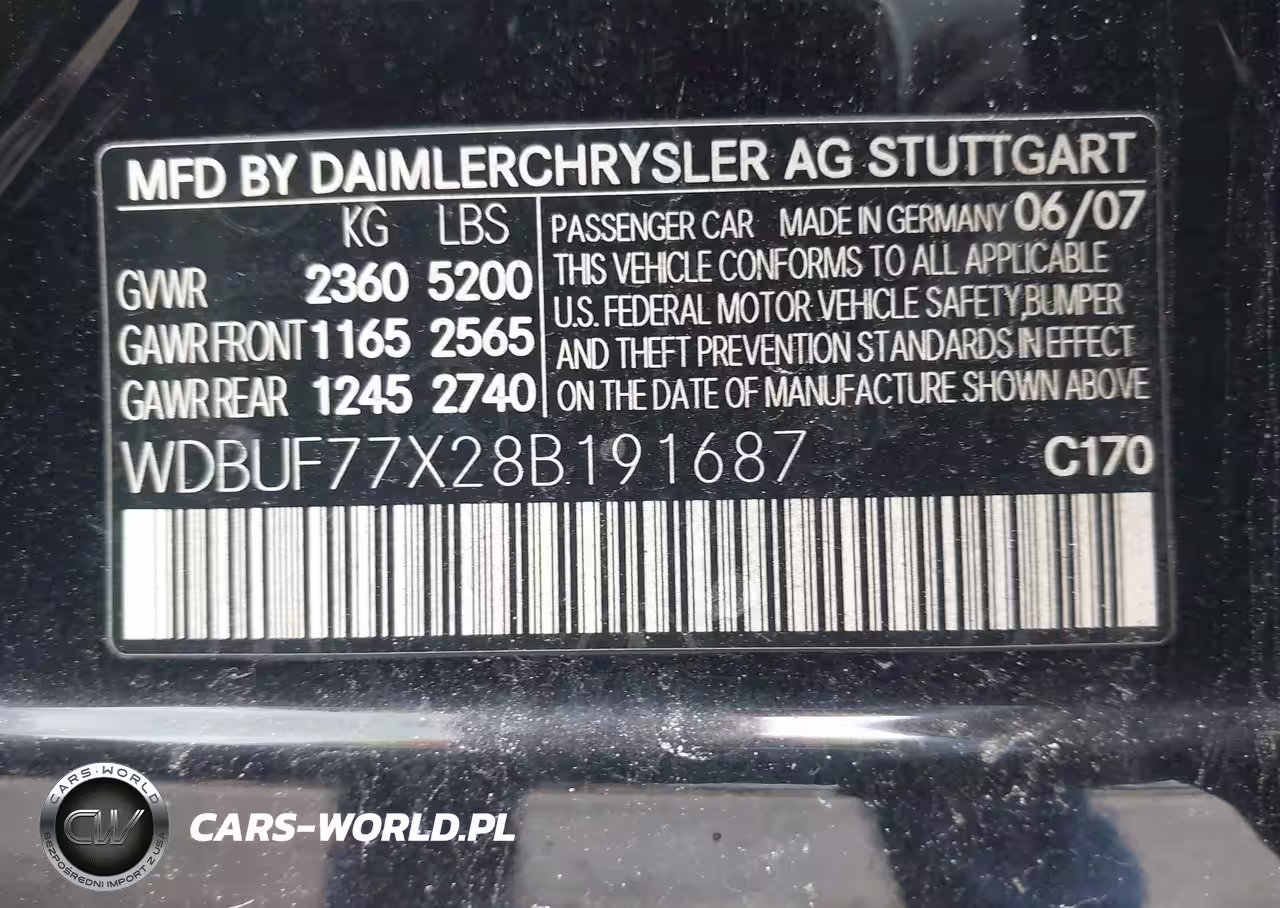 MFD BY DAIMLERCHRYSLER AG STUTTGART
KG LBS
GVWR 2360 5200
GAWR FRONT 1165 2565
GAWR REAR 1245 2740
PASSENGER CAR MADE IN GERMANY 06/07
THIS VEHICLE CONFORMS TO ALL APPLICABLE
U.S. FEDERAL MOTOR VEHICLE SAFETY, BUMPER
AND THEFT PREVENTION STANDARDS IN EFFECT
ON THE DATE OF MANUFACTURE SHOWN ABOVE
WDBUF77X28B191687 C170
CARS-WORLD
CW
BEZPOŚREDNI IMPORT Z USA
CARS-WORLD.PL